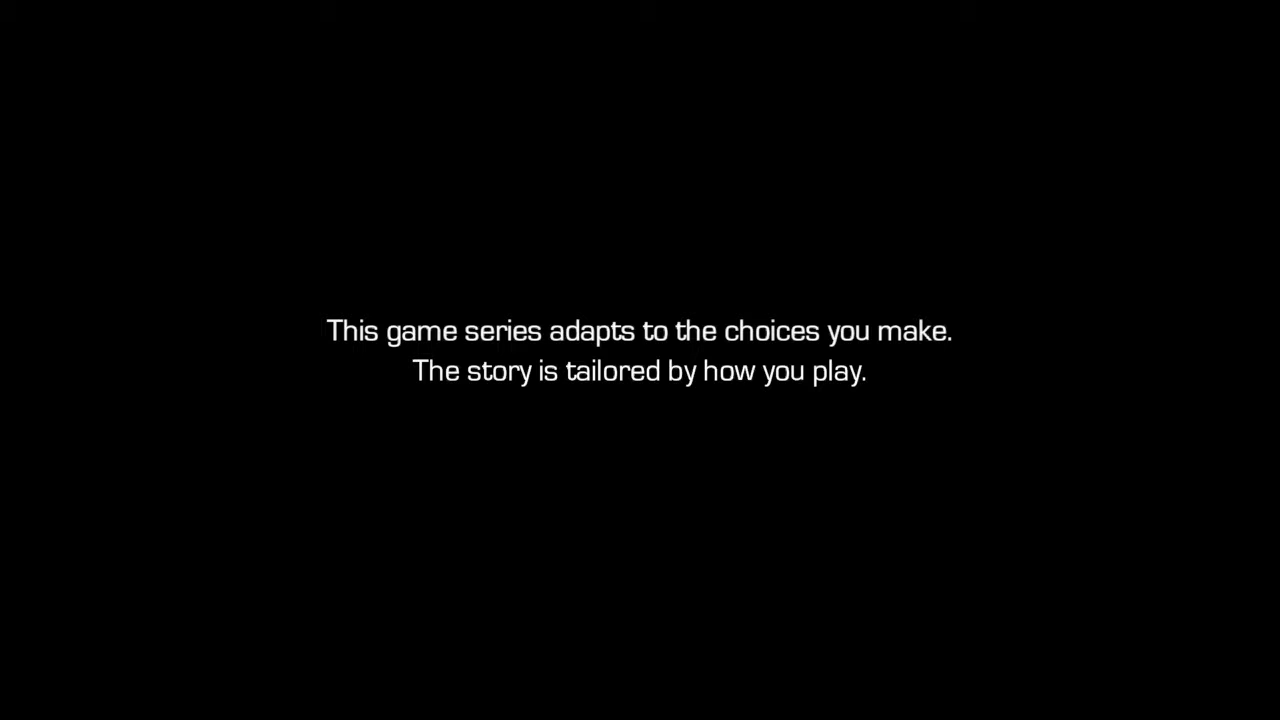 This game series adapts to the choices you make.
The story is tailored by how you play.